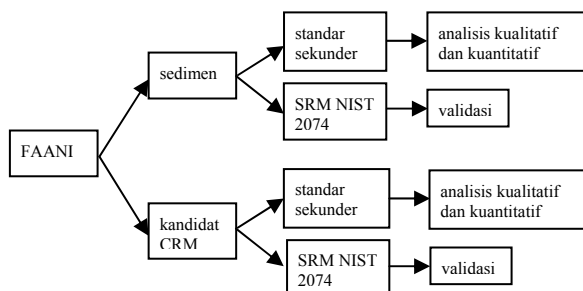 standar
sekunder
analisis kualitatif
dan kuantitatif
sedimen
SRM NIST
2074
validasi
FAANI
standar
sekunder
analisis kualitatif
dan kuantitatif
kandidat
CRM
SRM NIST
2074
validasi